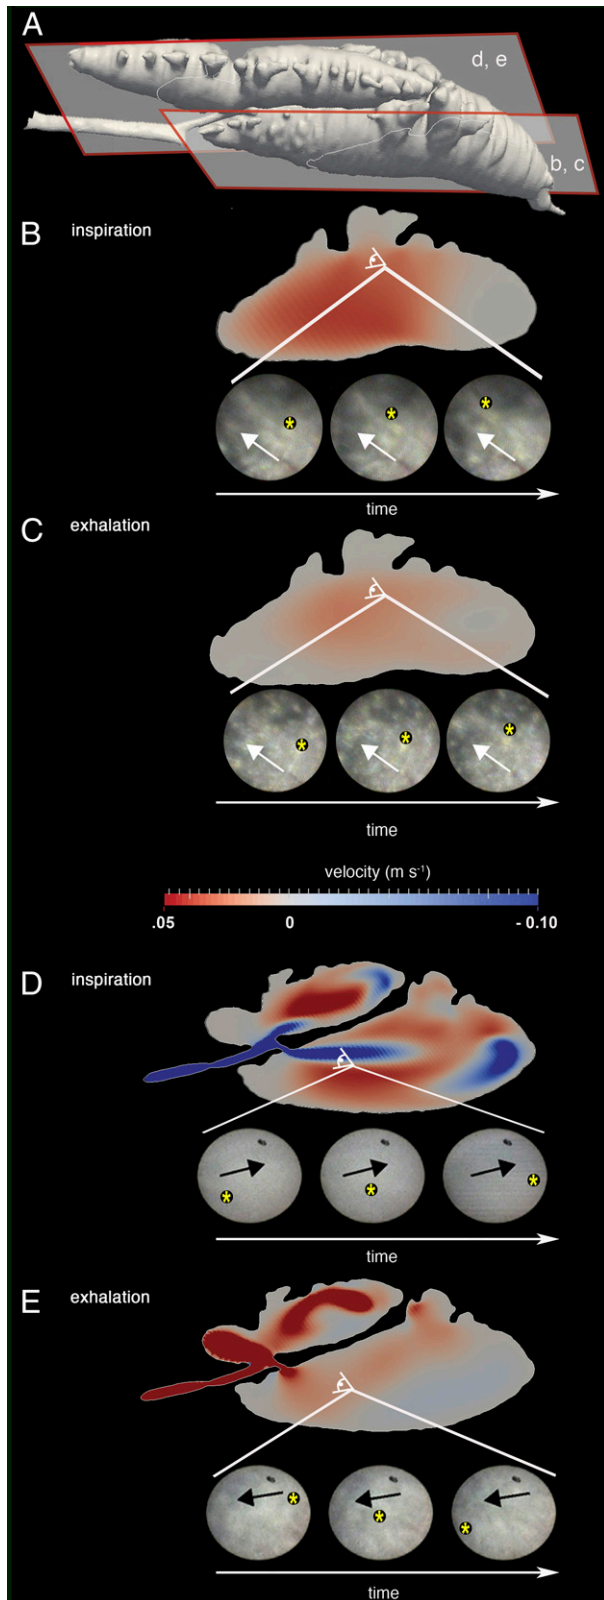 A
d, e
b, c
B inspiration
time
C exhalation
time
velocity (m s⁻¹)
.05 0 - 0.10
D inspiration
time
E exhalation
time